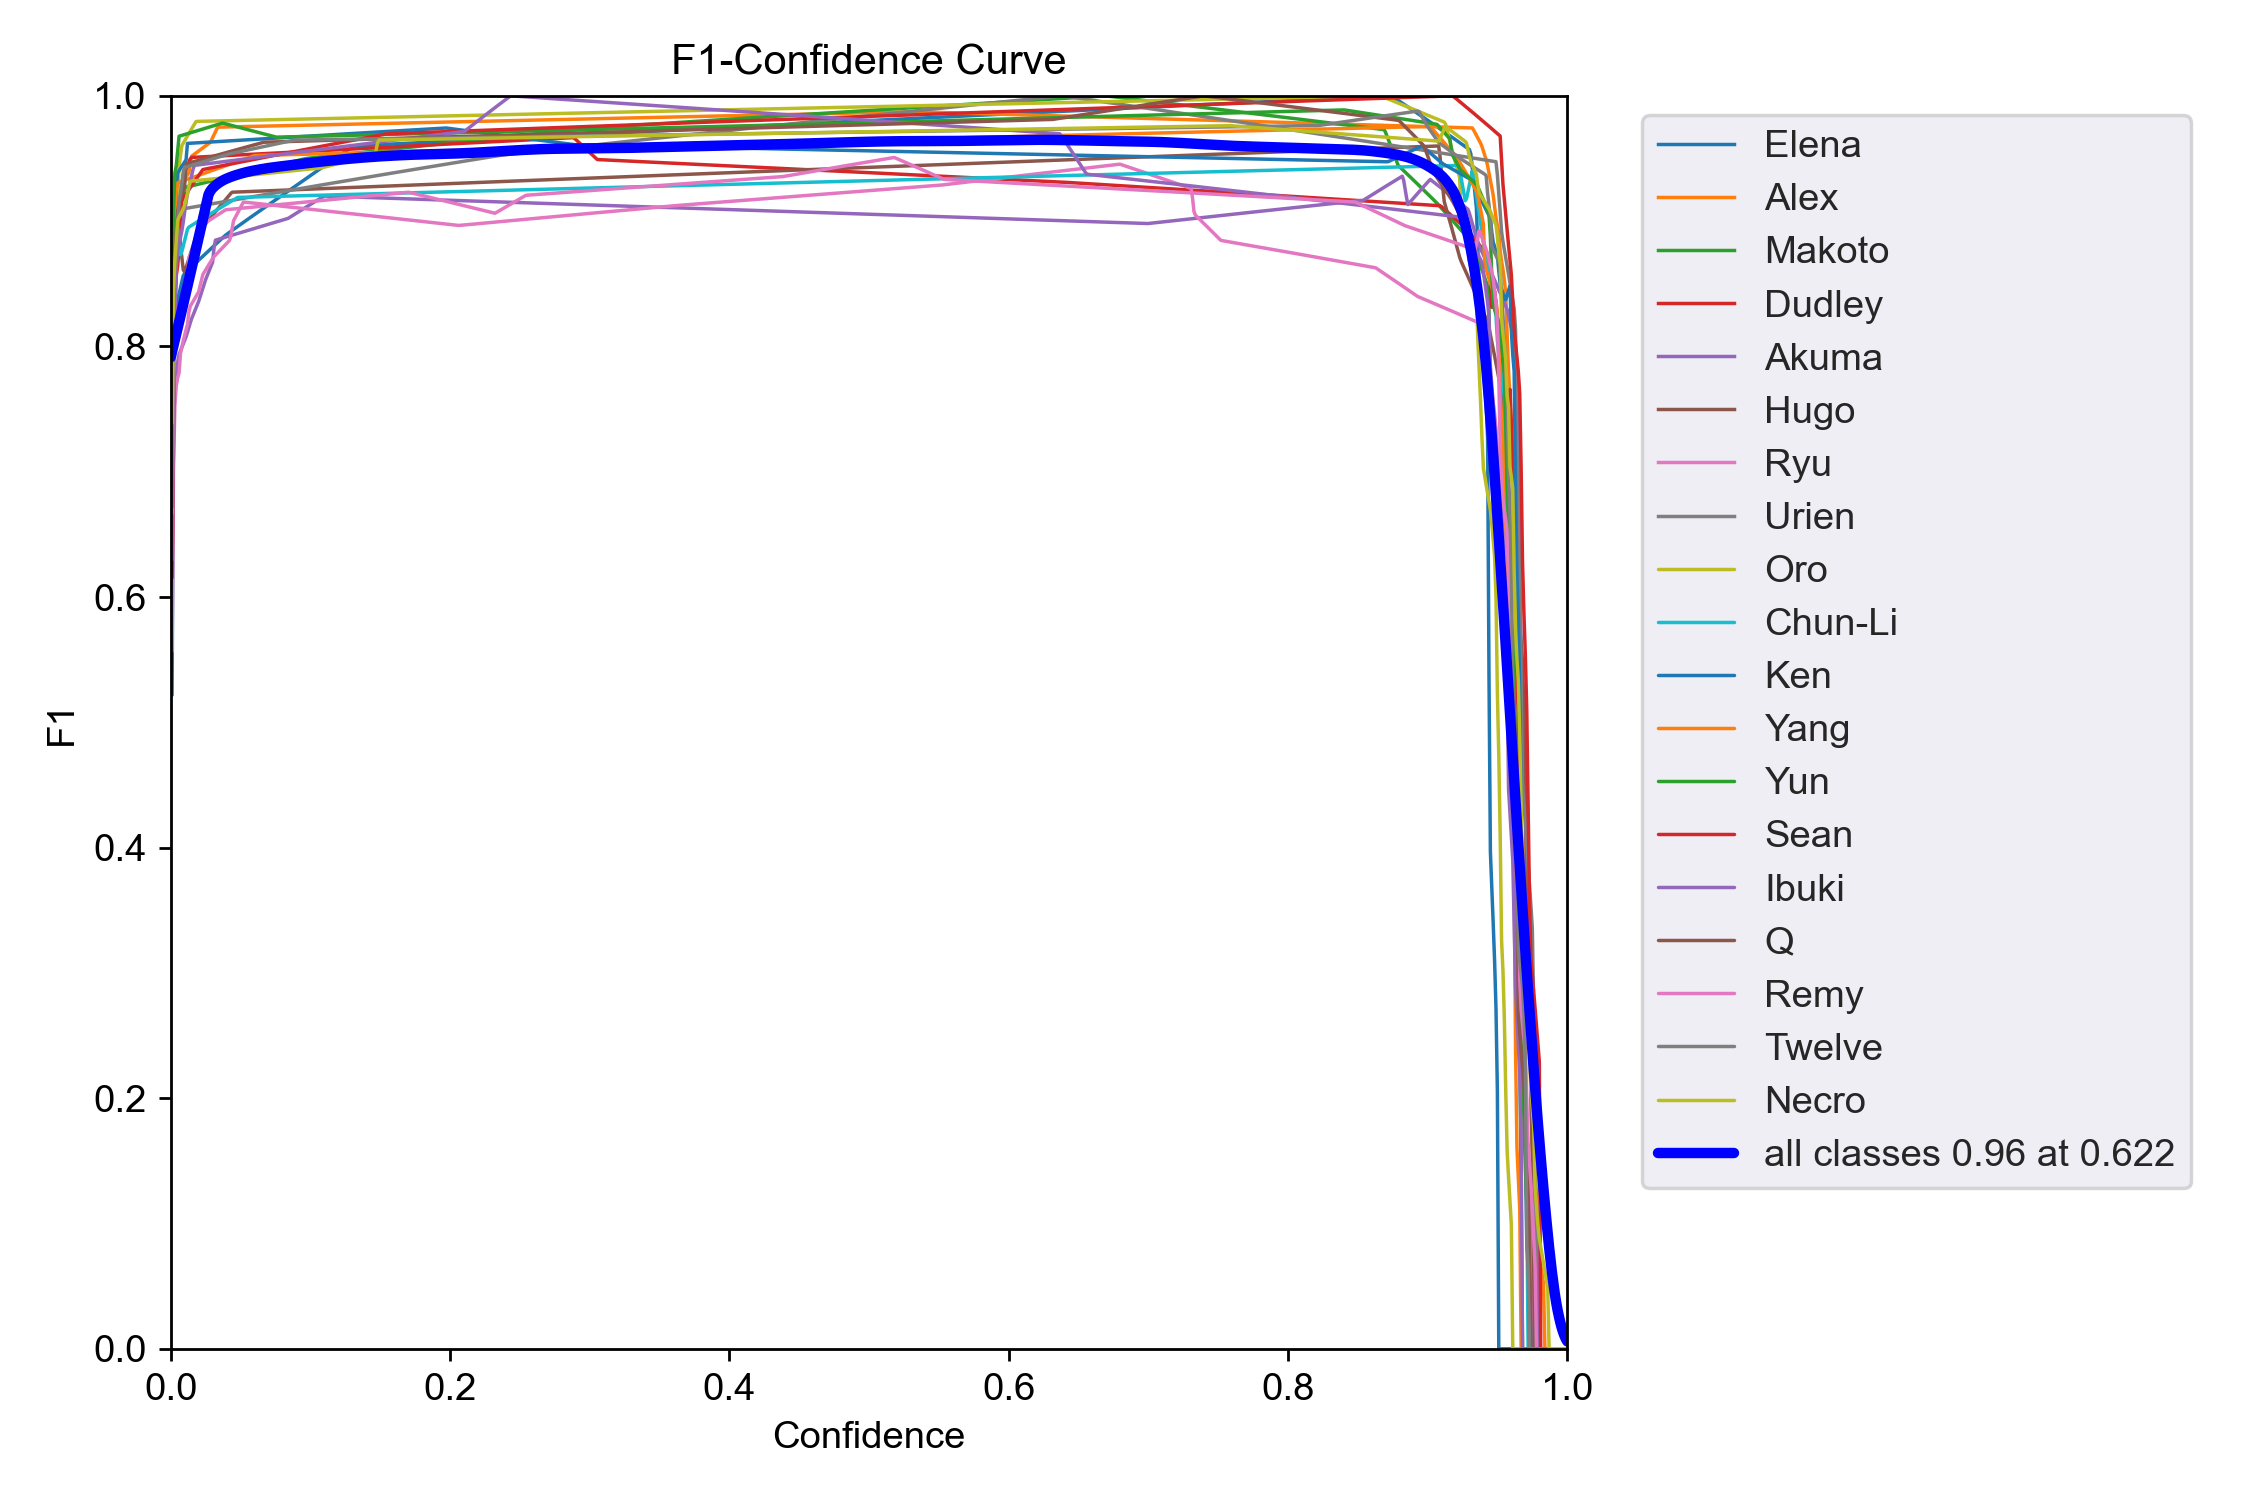 F1-Confidence Curve
1.0
0.8
0.6
0.4
0.2
0.0
F1
0.0 0.2 0.4 0.6 0.8 1.0
Confidence
Elena
Alex
Makoto
Dudley
Akuma
Hugo
Ryu
Urien
Oro
Chun-Li
Ken
Yang
Yun
Sean
Ibuki
Q
Remy
Twelve
Necro
all classes 0.96 at 0.622